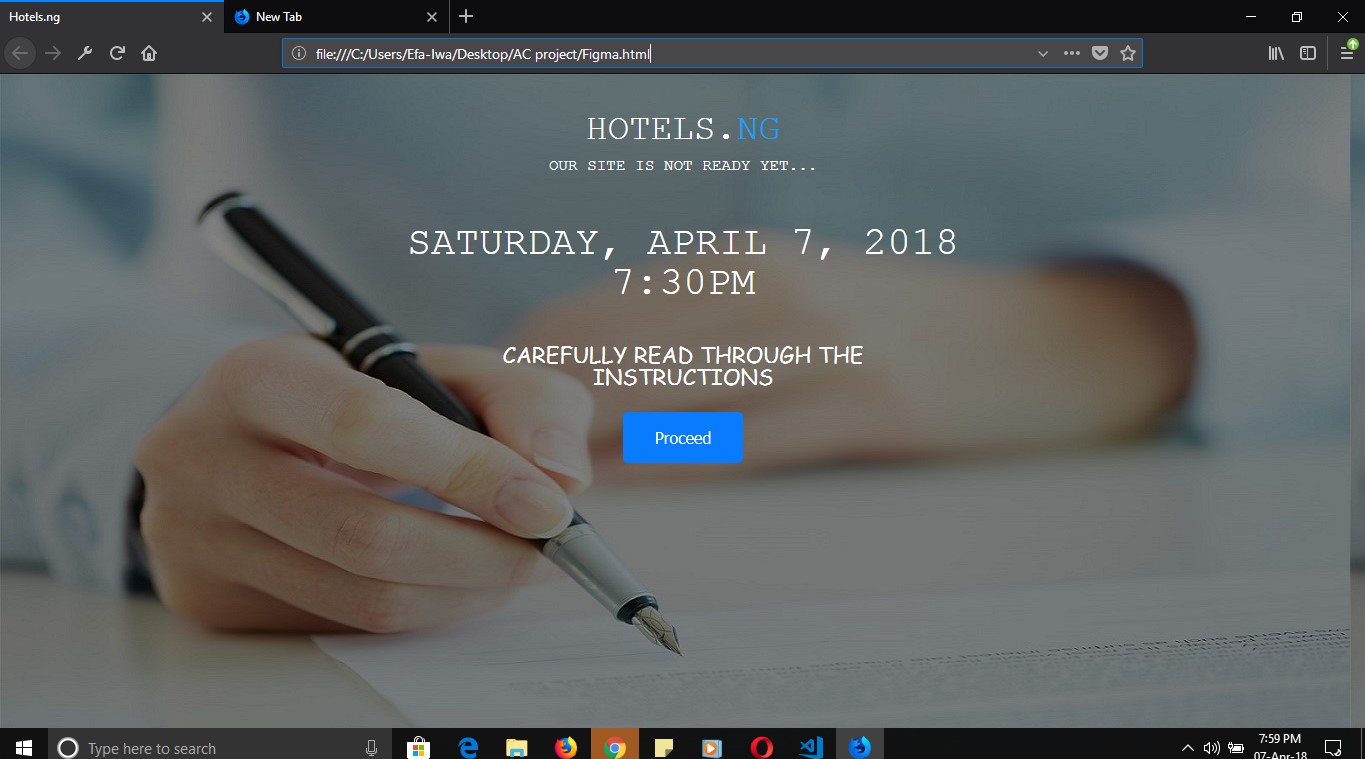 Hotels.ng
New Tab
file:///C:/Users/Efa-Iwa/Desktop/AC project/Figma.html
HOTELS.NG
OUR SITE IS NOT READY YET...
SATURDAY, APRIL 7, 2018
7:30PM
CAREFULLY READ THROUGH THE
INSTRUCTIONS
Proceed
Type here to search
7:59 PM
07-Apr-18